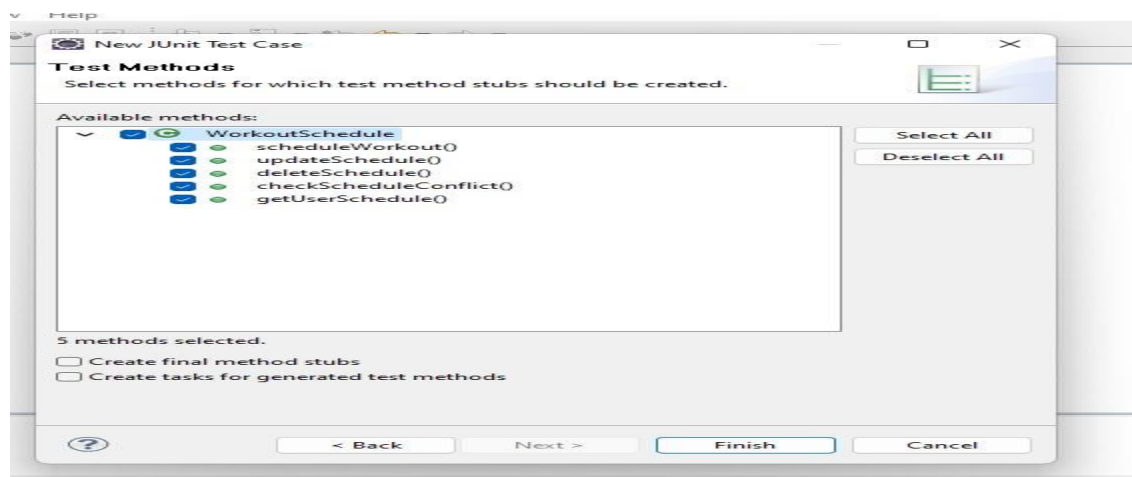 Help
New JUnit Test Case
Test Methods
Select methods for which test method stubs should be created.
Available methods:
WorkoutSchedule
scheduleWorkout()
updateSchedule()
deleteSchedule()
checkScheduleConflict()
getUserSchedule()
Select All
Deselect All
5 methods selected.
Create final method stubs
Create tasks for generated test methods
< Back
Next >
Finish
Cancel